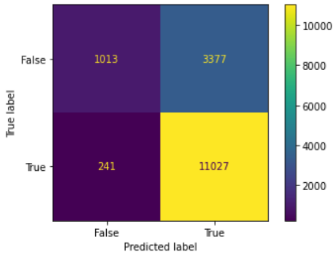 False
1013
3377
True
241
11027
False
True
Predicted label
True label
10000
8000
6000
4000
2000